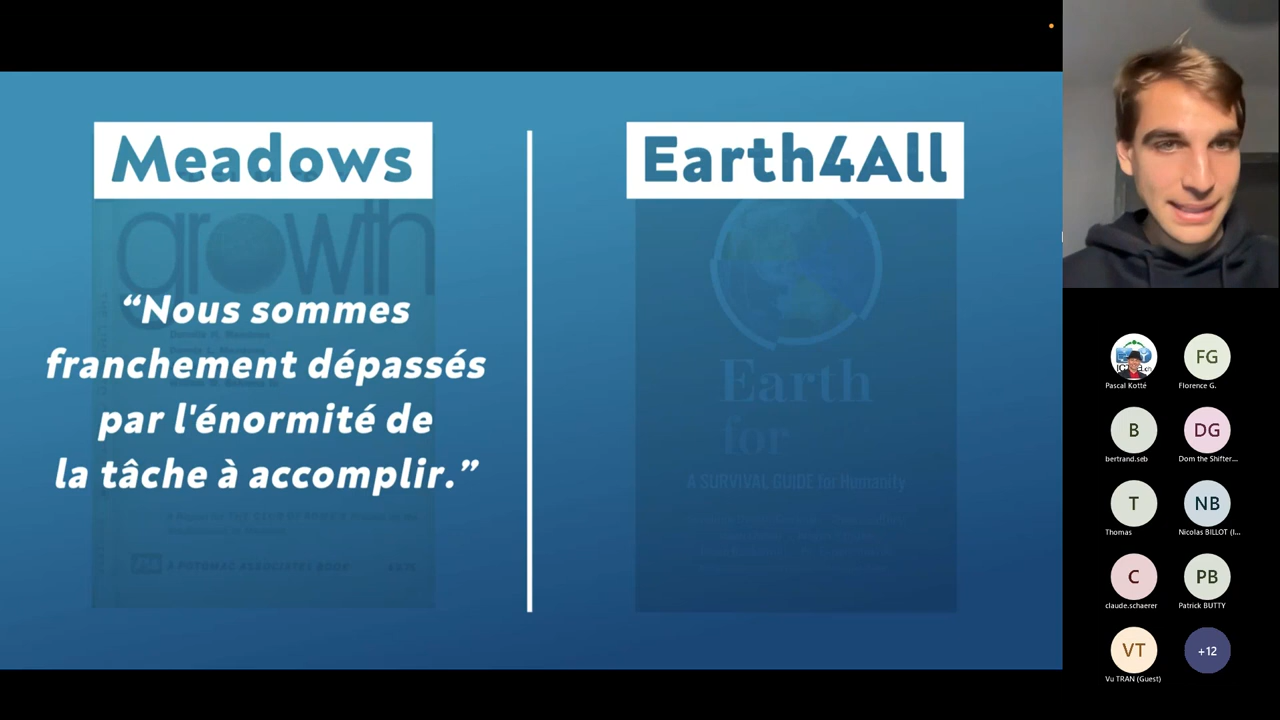 Meadows
growth
“Nous sommes
franchement dépassés
par l'énormité de
la tâche à accomplir.”
A POTOMAC ASSOCIATES BOOK
Earth4All
Earth
for
A SURVIVAL GUIDE for Humanity
Pascal Kotté
FG
Florence G.
B
bertrand.seb
DG
Dom the Shifter...
T
Thomas
NB
Nicolas BILLOT (I...
C
claude.schaerer
PB
Patrick BUTTY
VT
Vu TRAN (Guest)
+12